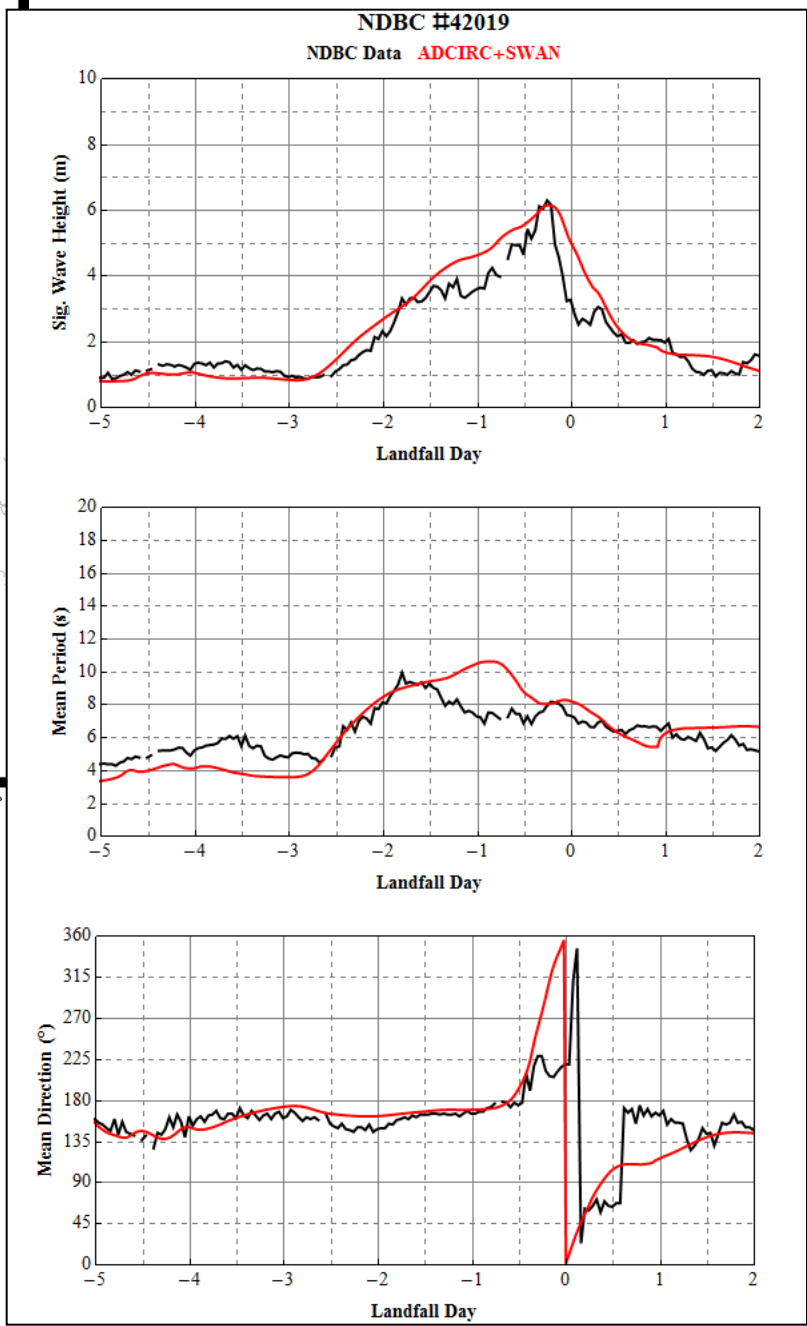 NDBC #42019
NDBC Data ADCIRC+SWAN
10
8
6
4
2
0
Sig. Wave Height (m)
−5 −4 −3 −2 −1 0 1 2
Landfall Day
20
18
16
14
12
10
8
6
4
2
0
Mean Period (s)
−5 −4 −3 −2 −1 0 1 2
Landfall Day
360
315
270
225
180
135
90
45
0
Mean Direction (°)
−5 −4 −3 −2 −1 0 1 2
Landfall Day